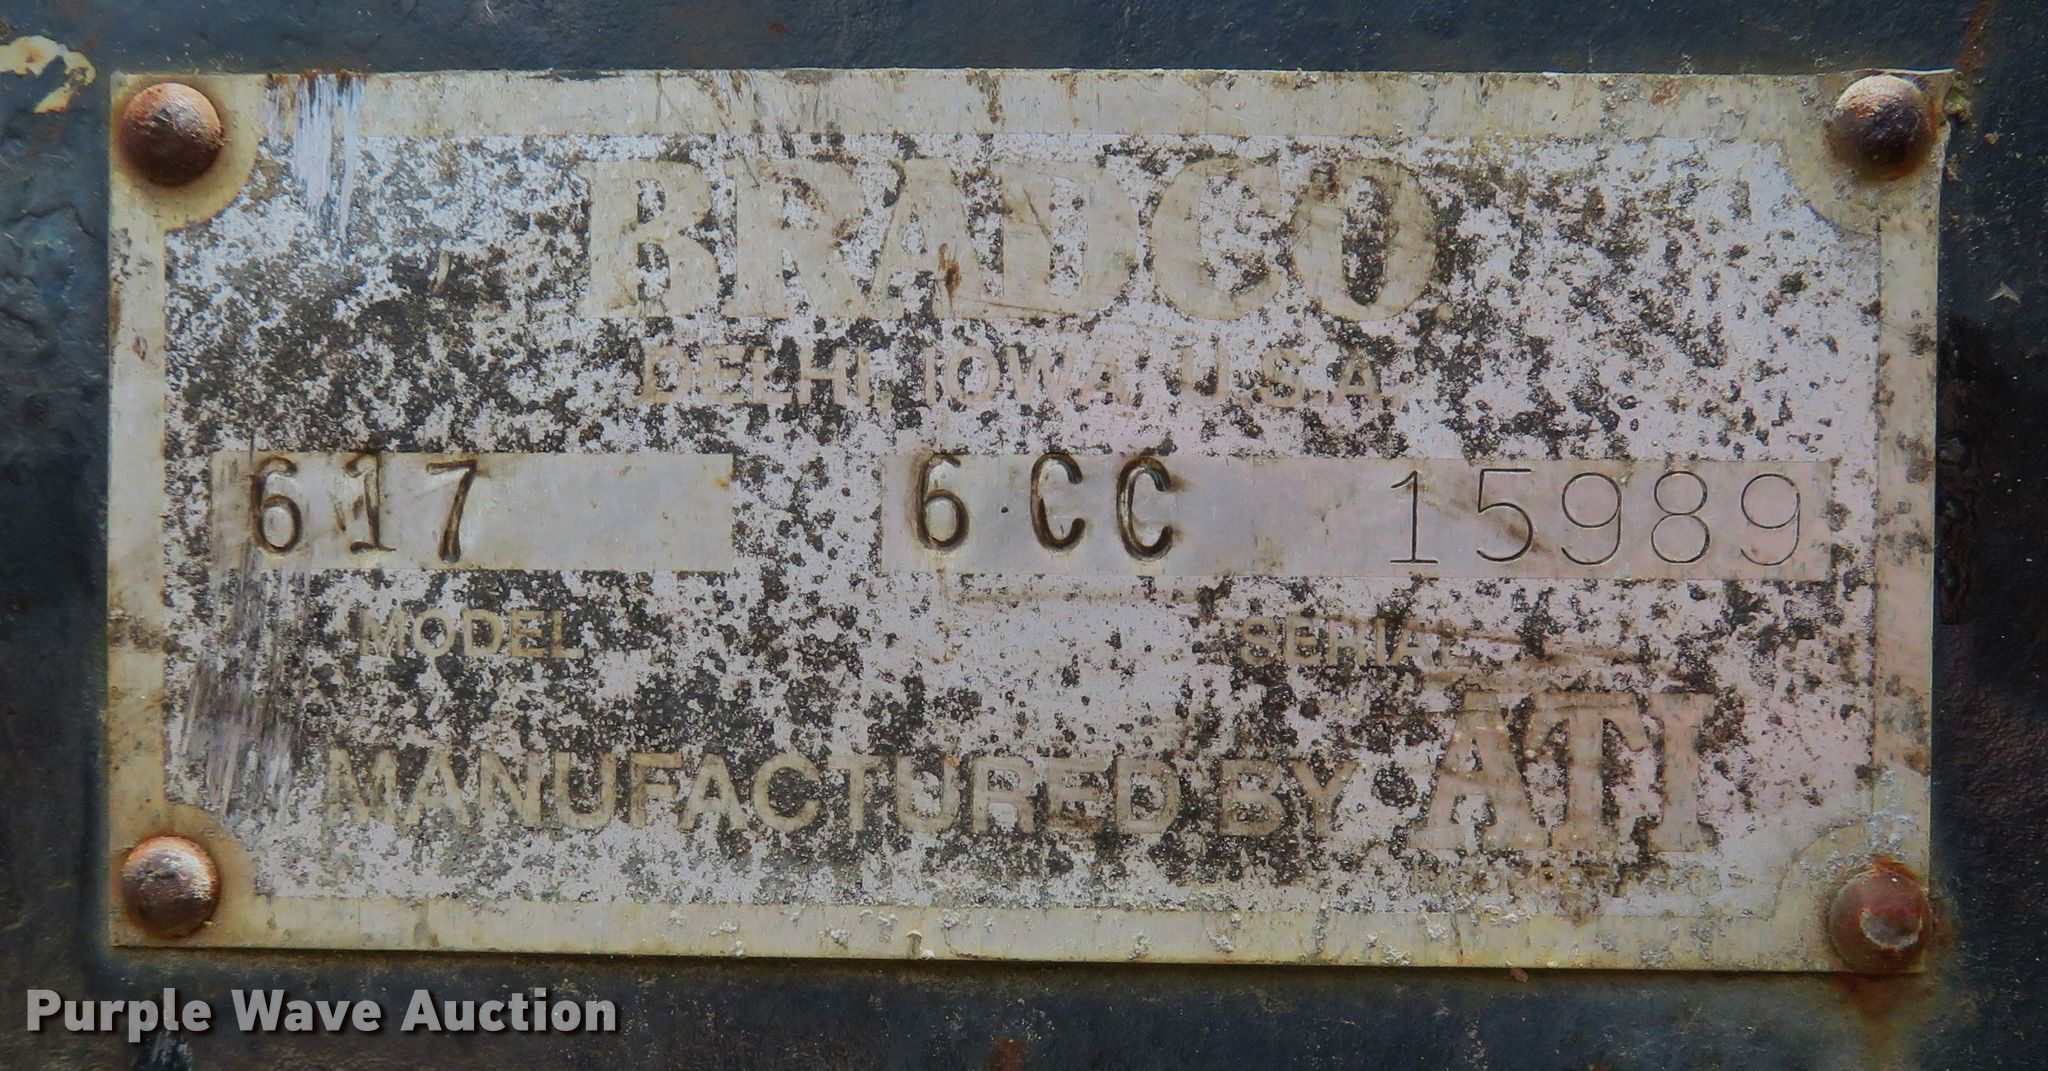 BRADCO
DELHI, IOWA, U.S.A.
617 6CC 15989
MODEL SERIAL
MANUFACTURED BY ATI
Purple Wave Auction